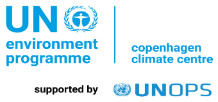 UN
environment
programme
copenhagen
climate centre
supported by
UNOPS